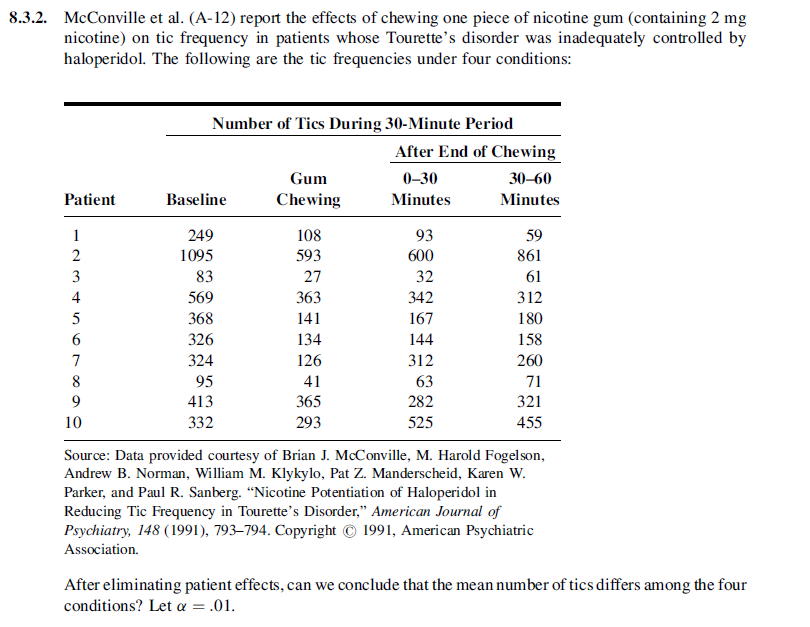 8.3.2. McConville et al. (A-12) report the effects of chewing one piece of nicotine gum (containing 2 mg
nicotine) on tic frequency in patients whose Tourette's disorder was inadequately controlled by
haloperidol. The following are the tic frequencies under four conditions:
Number of Tics During 30-Minute Period
After End of Chewing
Gum 0–30 30–60
Patient Baseline Chewing Minutes Minutes
1 249 108 93 59
2 1095 593 600 861
3 83 27 32 61
4 569 363 342 312
5 368 141 167 180
6 326 134 144 158
7 324 126 312 260
8 95 41 63 71
9 413 365 282 321
10 332 293 525 455
Source: Data provided courtesy of Brian J. McConville, M. Harold Fogelson,
Andrew B. Norman, William M. Klykylo, Pat Z. Manderscheid, Karen W.
Parker, and Paul R. Sanberg. "Nicotine Potentiation of Haloperidol in
Reducing Tic Frequency in Tourette's Disorder," American Journal of
Psychiatry, 148 (1991), 793–794. Copyright © 1991, American Psychiatric
Association.
After eliminating patient effects, can we conclude that the mean number of tics differs among the four
conditions? Let α = .01.